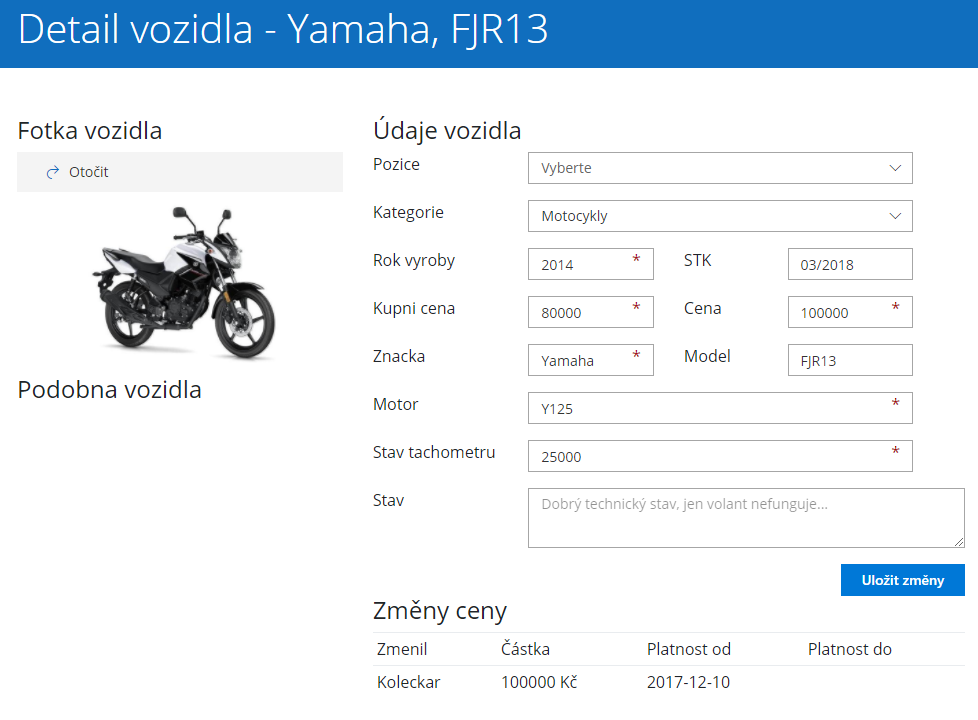 Detail vozidla - Yamaha, FJR13
Fotka vozidla
Otočit
Podobna vozidla
Údaje vozidla
Pozice Vyberte
Kategorie Motocykly
Rok vyroby 2014 * STK 03/2018
Kupni cena 80000 * Cena 100000 *
Znacka Yamaha * Model FJR13
Motor Y125 *
Stav tachometru 25000 *
Stav Dobrý technický stav, jen volant nefunguje...
Uložit změny
Změny ceny
Zmenil Částka Platnost od Platnost do
Koleckar 100000 Kč 2017-12-10